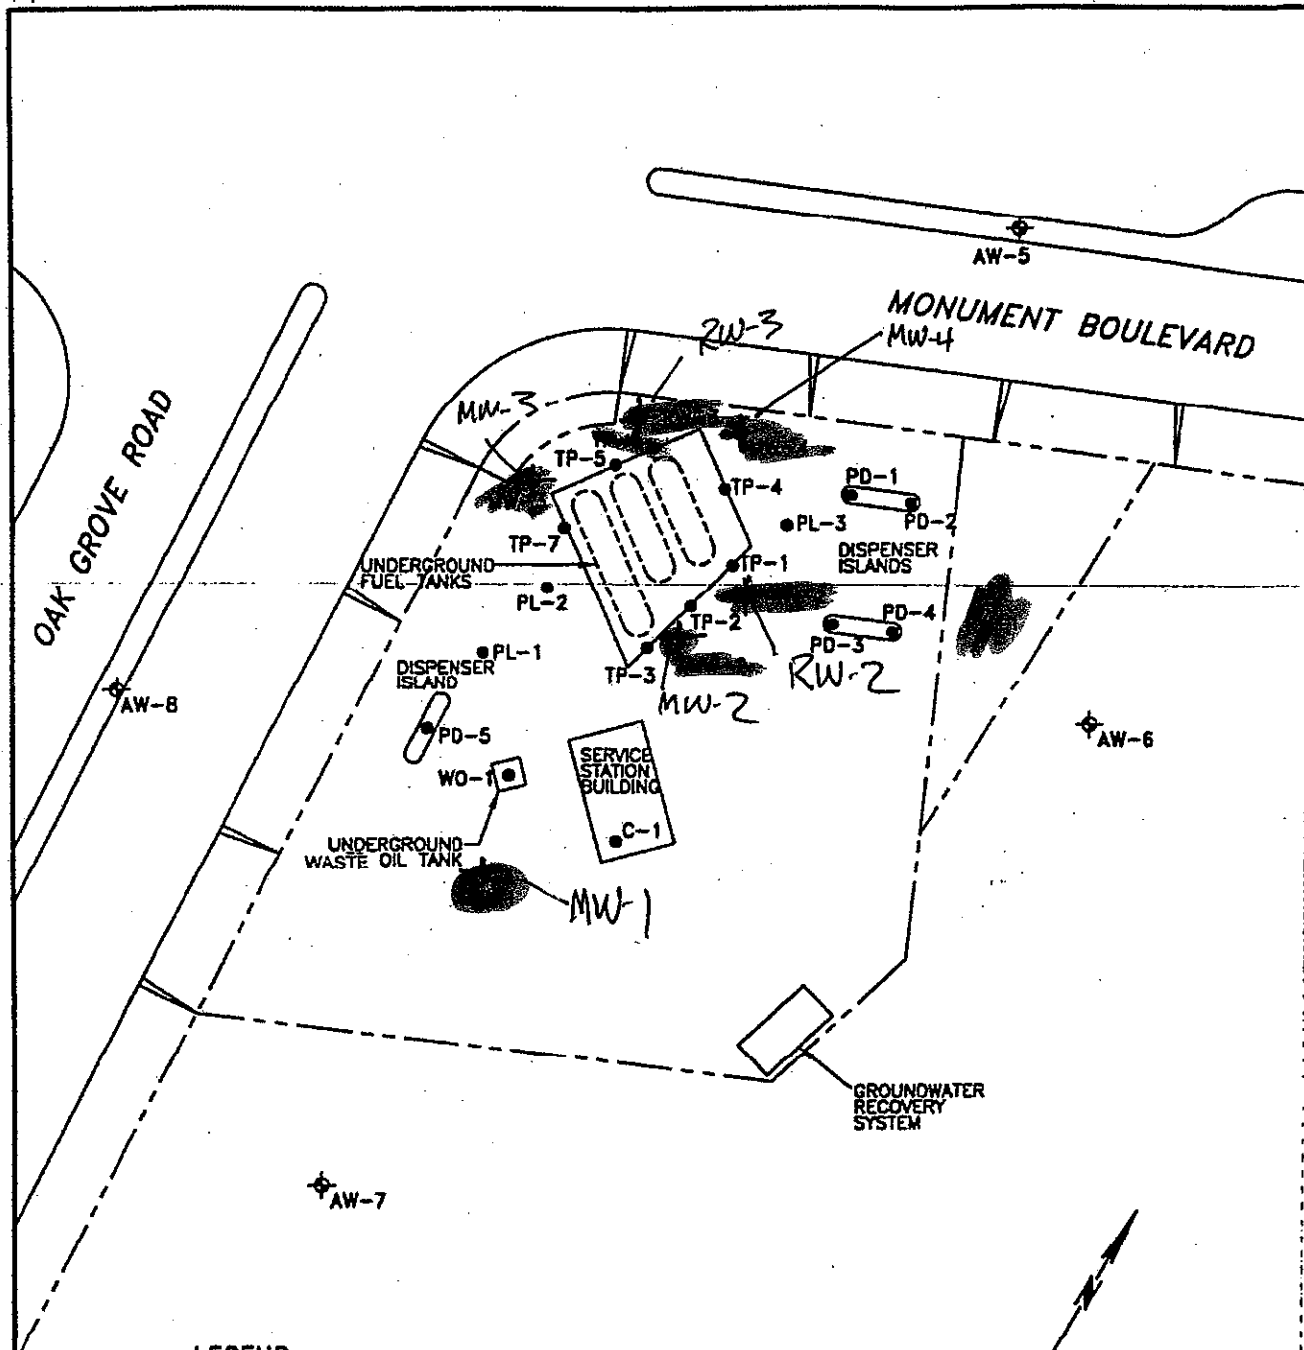 AW-5
MONUMENT BOULEVARD
RW-3
MW-4
OAK GROVE ROAD
MW-3
TP-5
TP-4
PD-1
PD-2
PL-3
TP-7
DISPENSER
ISLANDS
UNDERGROUND
FUEL TANKS
TP-1
PL-2
TP-2
PD-4
PD-3
PL-1
TP-3
RW-2
DISPENSER
ISLAND
MW-2
AW-8
AW-6
PD-5
SERVICE
STATION
BUILDING
WO-1
C-1
UNDERGROUND
WASTE OIL TANK
MW-1
GROUNDWATER
RECOVERY
SYSTEM
AW-7
N
LEGEND